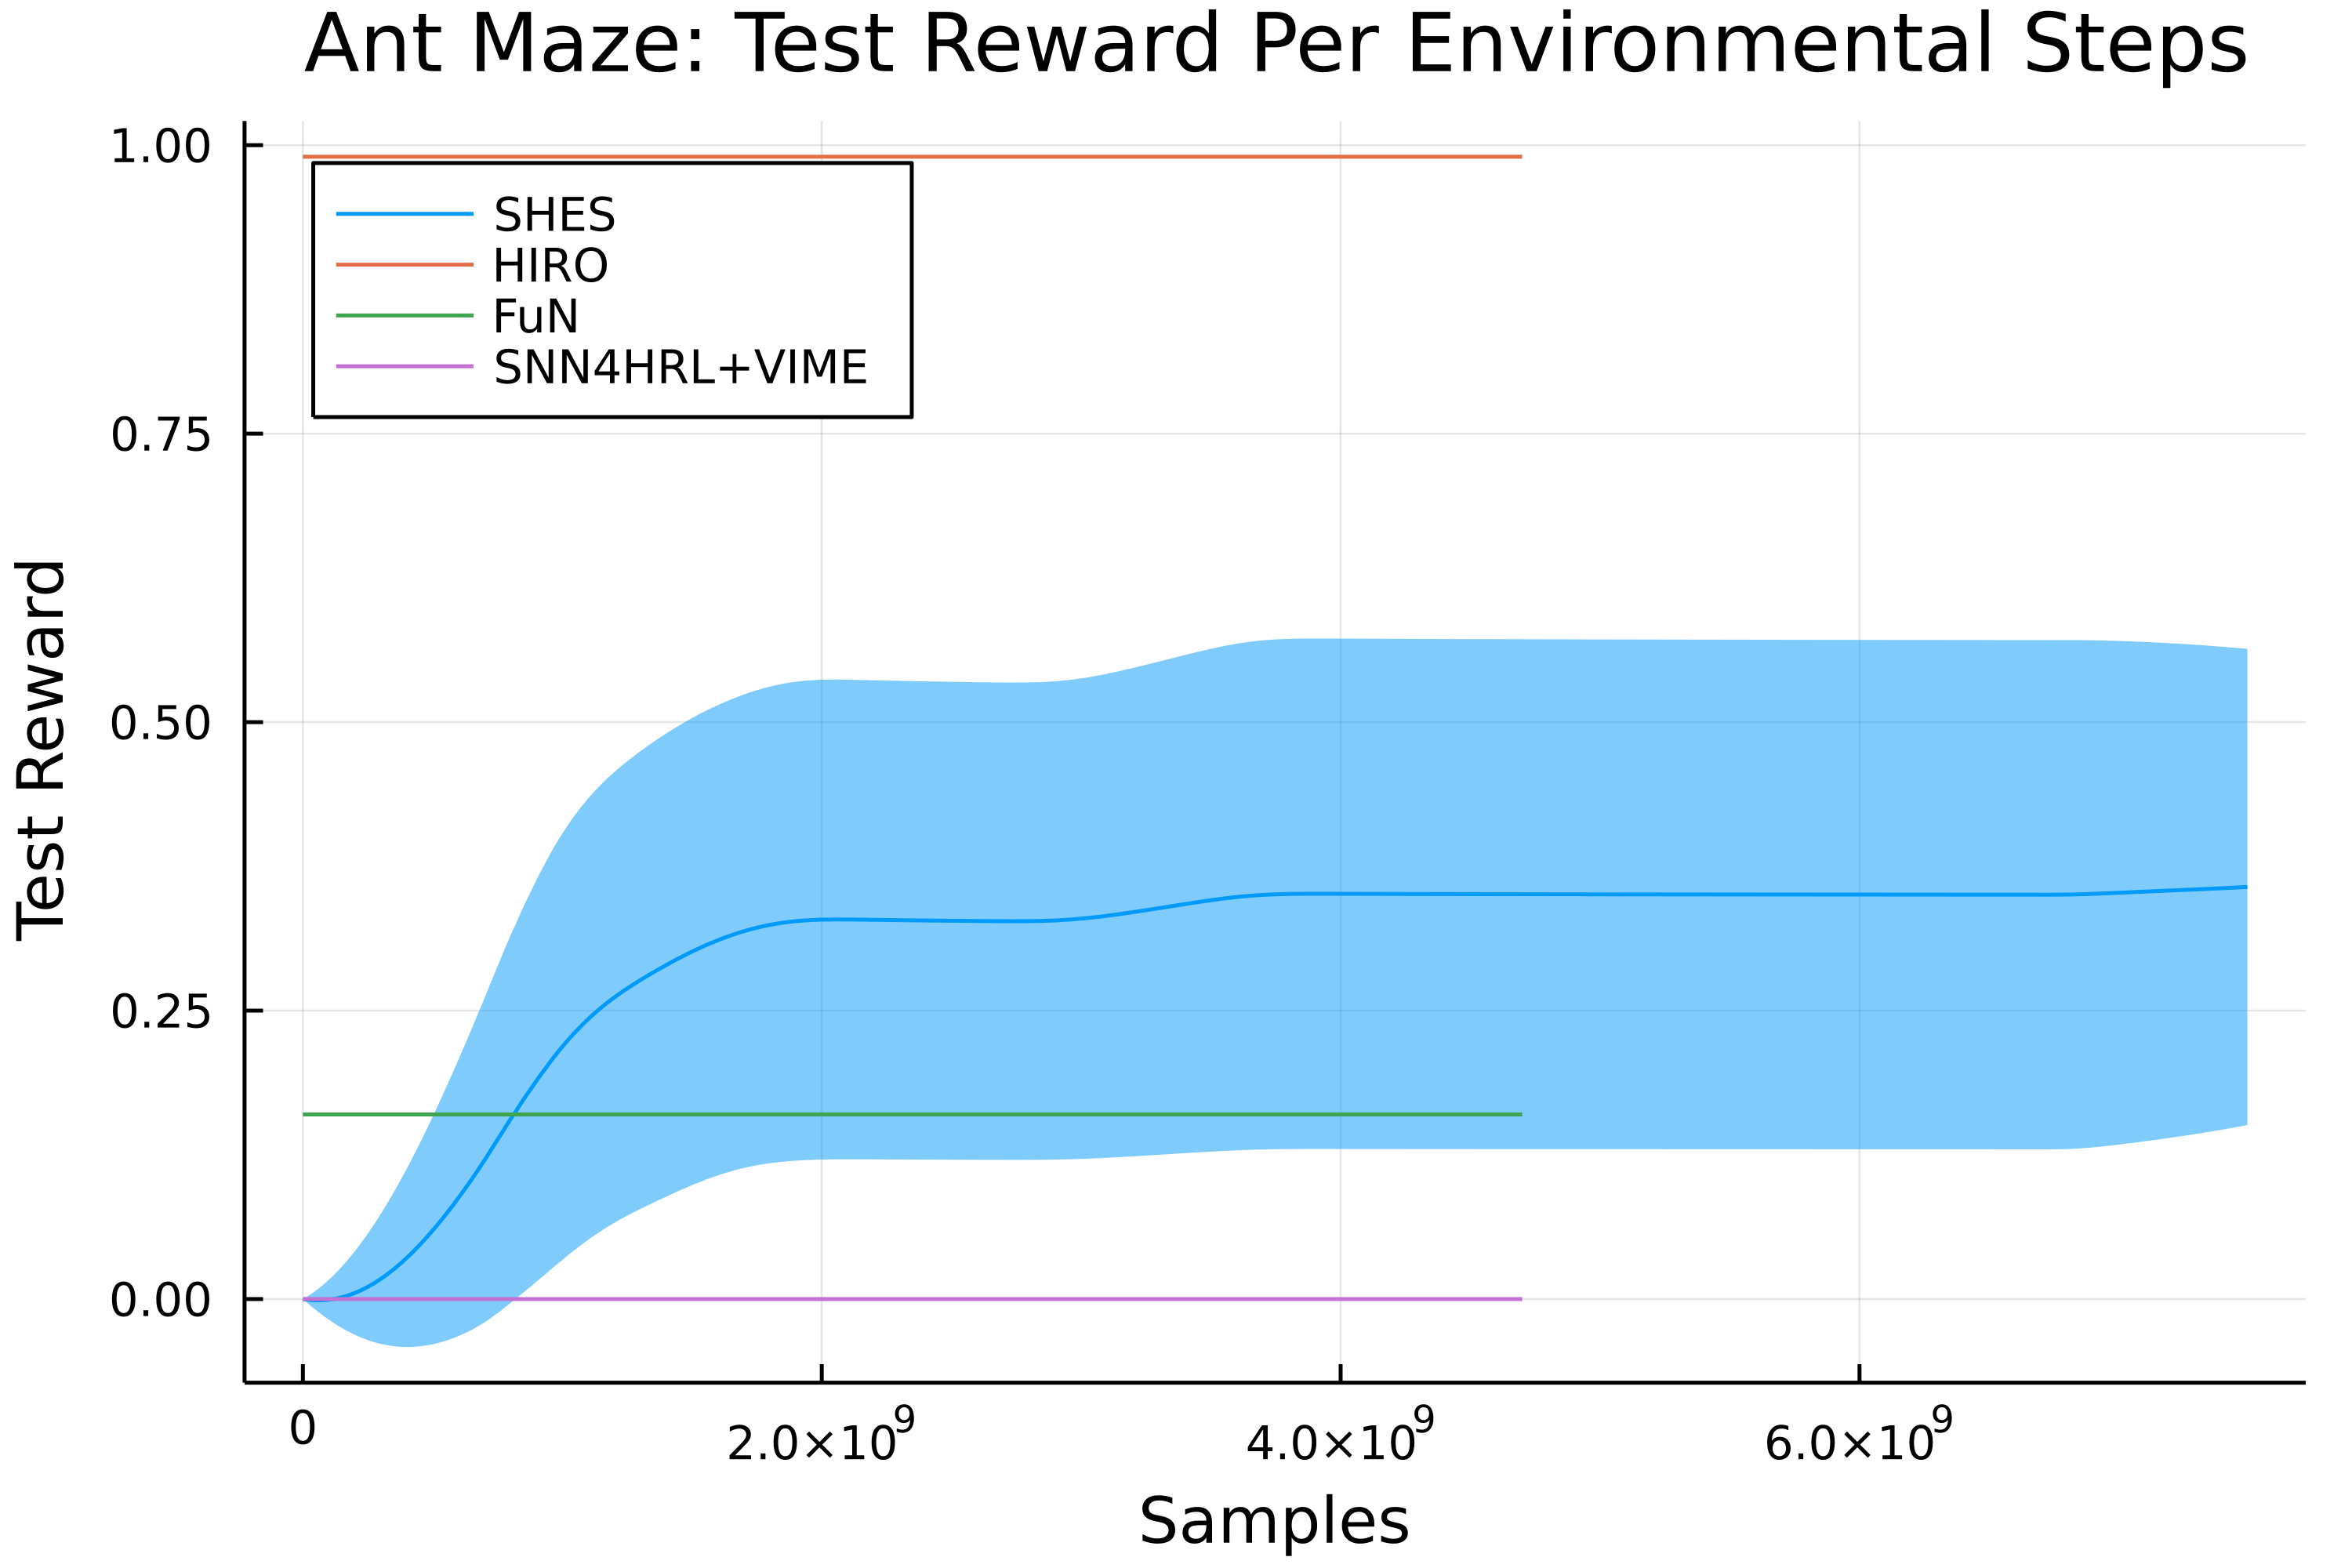 Ant Maze: Test Reward Per Environmental Steps
1.00
SHES
HIRO
FuN
SNN4HRL+VIME
0.75
0.50
0.25
0.00
Test Reward
0
2.0×10⁹
4.0×10⁹
6.0×10⁹
Samples